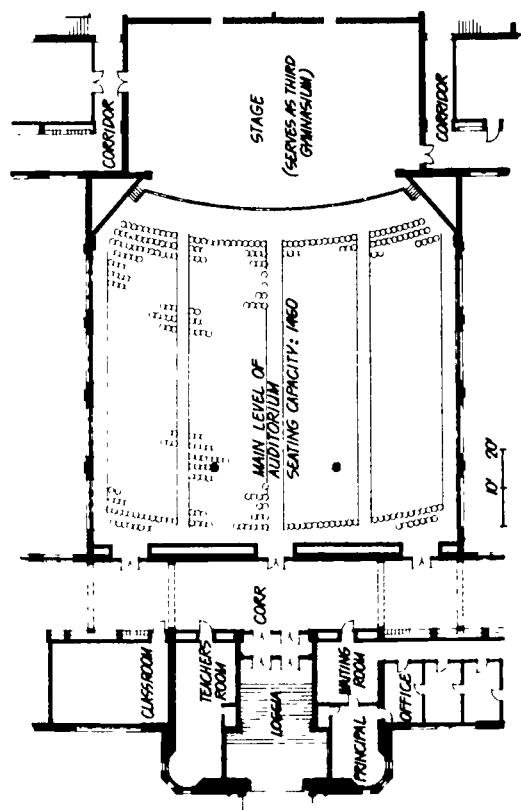 CORRIDOR
STAGE
(SERVES AS THIRD
GYMNASIUM)
CORRIDOR
MAIN LEVEL OF
AUDITORIUM
SEATING CAPACITY: 1460
10' 20'
CORR
CLASSROOM
TEACHERS
ROOM
LOGGIA
WAITING
ROOM
PRINCIPAL
OFFICE